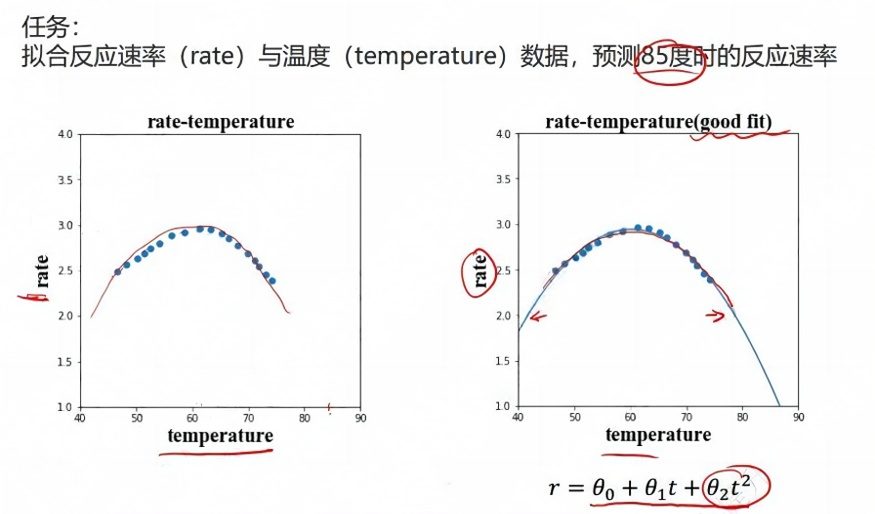 任务：
拟合反应速率（rate）与温度（temperature）数据，预测85度时的反应速率
rate-temperature
4.0
3.5
3.0
2.5
2.0
1.5
1.0
rate
40 50 60 70 80 90
temperature
rate-temperature(good fit)
4.0
3.5
3.0
2.5
2.0
1.5
1.0
rate
40 50 60 70 80 90
temperature
r = θ₀ + θ₁t + θ₂t²